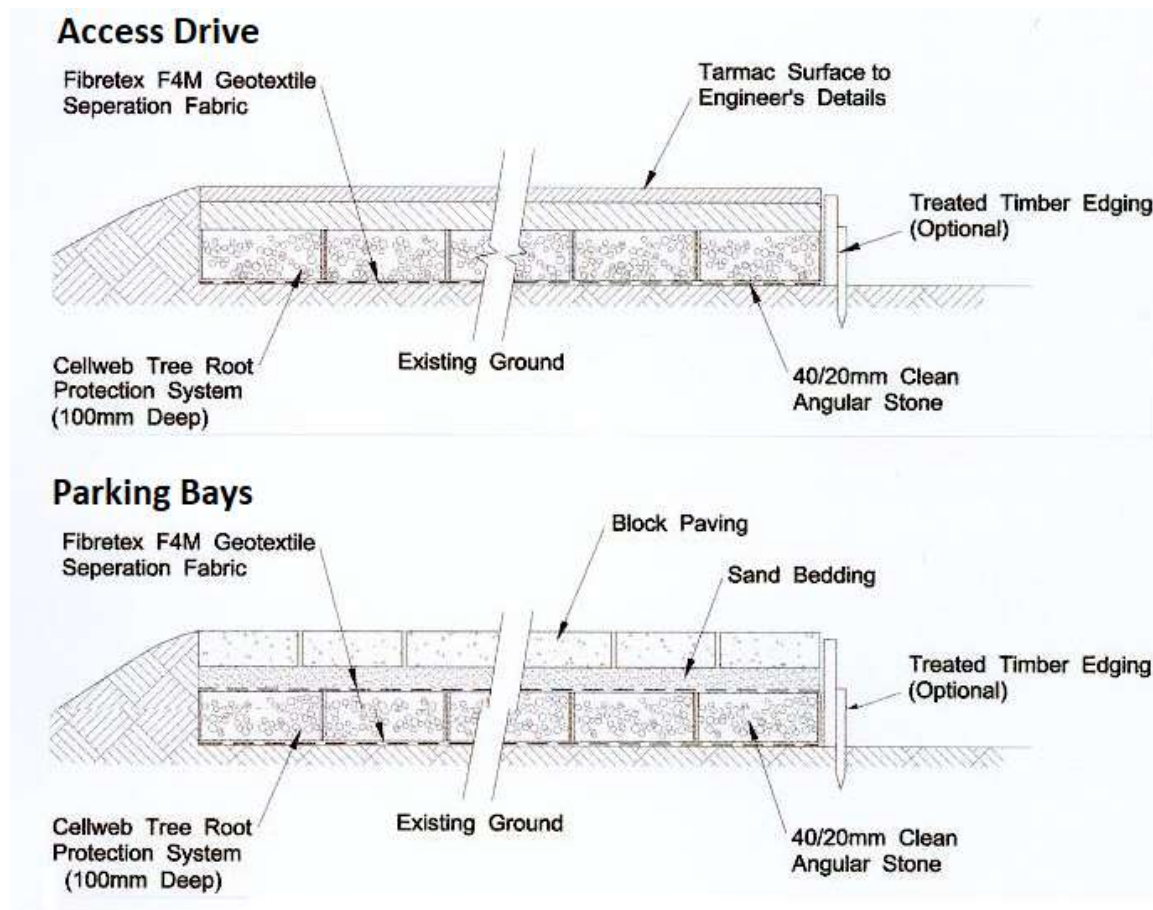 Access Drive
Fibretex F4M Geotextile
Seperation Fabric
Tarmac Surface to
Engineer's Details
Treated Timber Edging
(Optional)
Cellweb Tree Root
Protection System
(100mm Deep)
Existing Ground
40/20mm Clean
Angular Stone
Parking Bays
Fibretex F4M Geotextile
Seperation Fabric
Block Paving
Sand Bedding
Treated Timber Edging
(Optional)
Cellweb Tree Root
Protection System
(100mm Deep)
Existing Ground
40/20mm Clean
Angular Stone